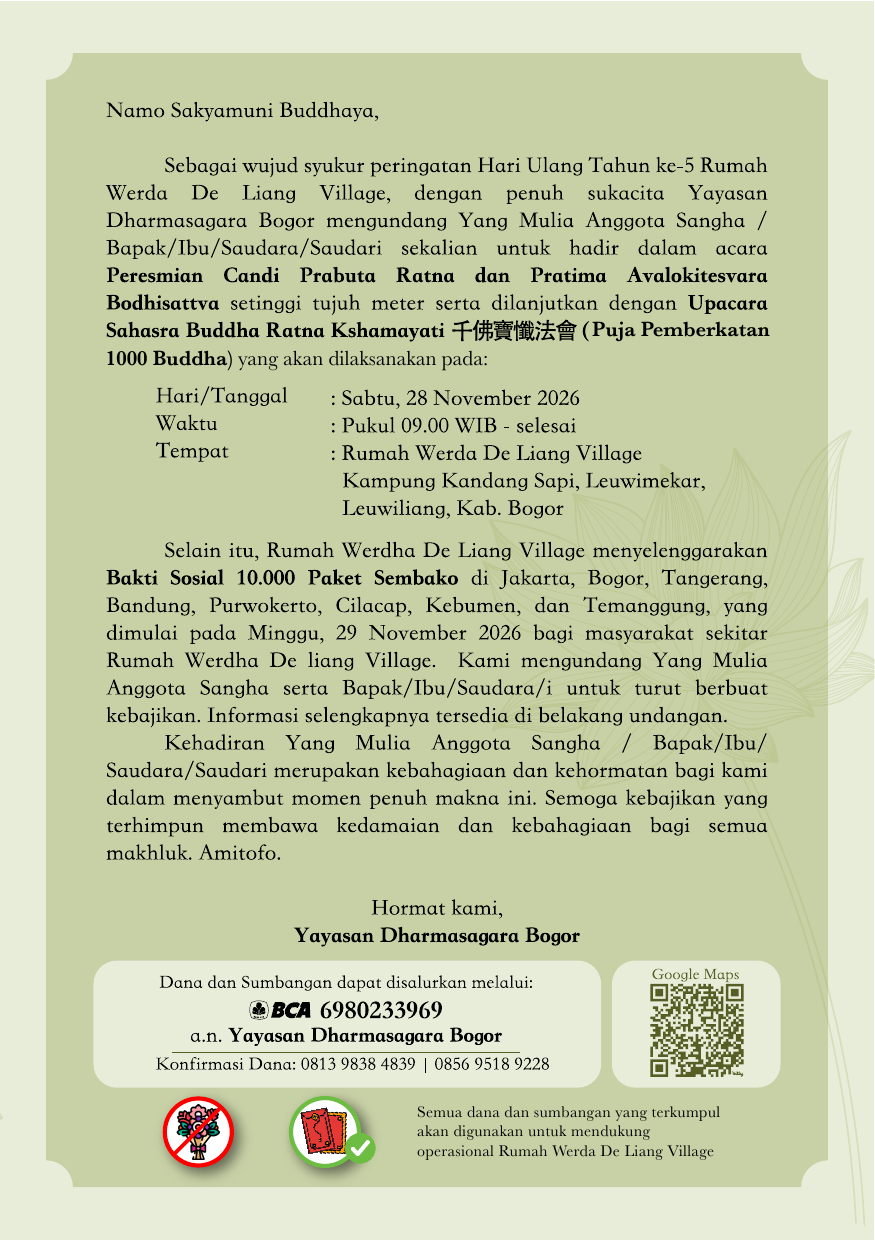 Namo Sakyamuni Buddhaya,
Sebagai wujud syukur peringatan Hari Ulang Tahun ke-5 Rumah
Werda De Liang Village, dengan penuh sukacita Yayasan
Dharmasagara Bogor mengundang Yang Mulia Anggota Sangha /
Bapak/Ibu/Saudara/Saudari sekalian untuk hadir dalam acara
Peresmian Candi Prabuta Ratna dan Pratima Avalokitesvara
Bodhisattva setinggi tujuh meter serta dilanjutkan dengan Upacara
Sahasra Buddha Ratna Kshamayati 千佛寶懺法會 (Puja Pemberkatan
1000 Buddha) yang akan dilaksanakan pada:
Hari/Tanggal : Sabtu, 28 November 2026
Waktu : Pukul 09.00 WIB - selesai
Tempat : Rumah Werda De Liang Village
Kampung Kandang Sapi, Leuwimekar,
Leuwiliang, Kab. Bogor
Selain itu, Rumah Werdha De Liang Village menyelenggarakan
Bakti Sosial 10.000 Paket Sembako di Jakarta, Bogor, Tangerang,
Bandung, Purwokerto, Cilacap, Kebumen, dan Temanggung, yang
dimulai pada Minggu, 29 November 2026 bagi masyarakat sekitar
Rumah Werdha De liang Village. Kami mengundang Yang Mulia
Anggota Sangha serta Bapak/Ibu/Saudara/i untuk turut berbuat
kebajikan. Informasi selengkapnya tersedia di belakang undangan.
Kehadiran Yang Mulia Anggota Sangha / Bapak/Ibu/
Saudara/Saudari merupakan kebahagiaan dan kehormatan bagi kami
dalam menyambut momen penuh makna ini. Semoga kebajikan yang
terhimpun membawa kedamaian dan kebahagiaan bagi semua
makhluk. Amitofo.
Hormat kami,
Yayasan Dharmasagara Bogor
Dana dan Sumbangan dapat disalurkan melalui:
BCA 6980233969
a.n. Yayasan Dharmasagara Bogor
Konfirmasi Dana: 0813 9838 4839 | 0856 9518 9228
Google Maps
Semua dana dan sumbangan yang terkumpul
akan digunakan untuk mendukung
operasional Rumah Werda De Liang Village